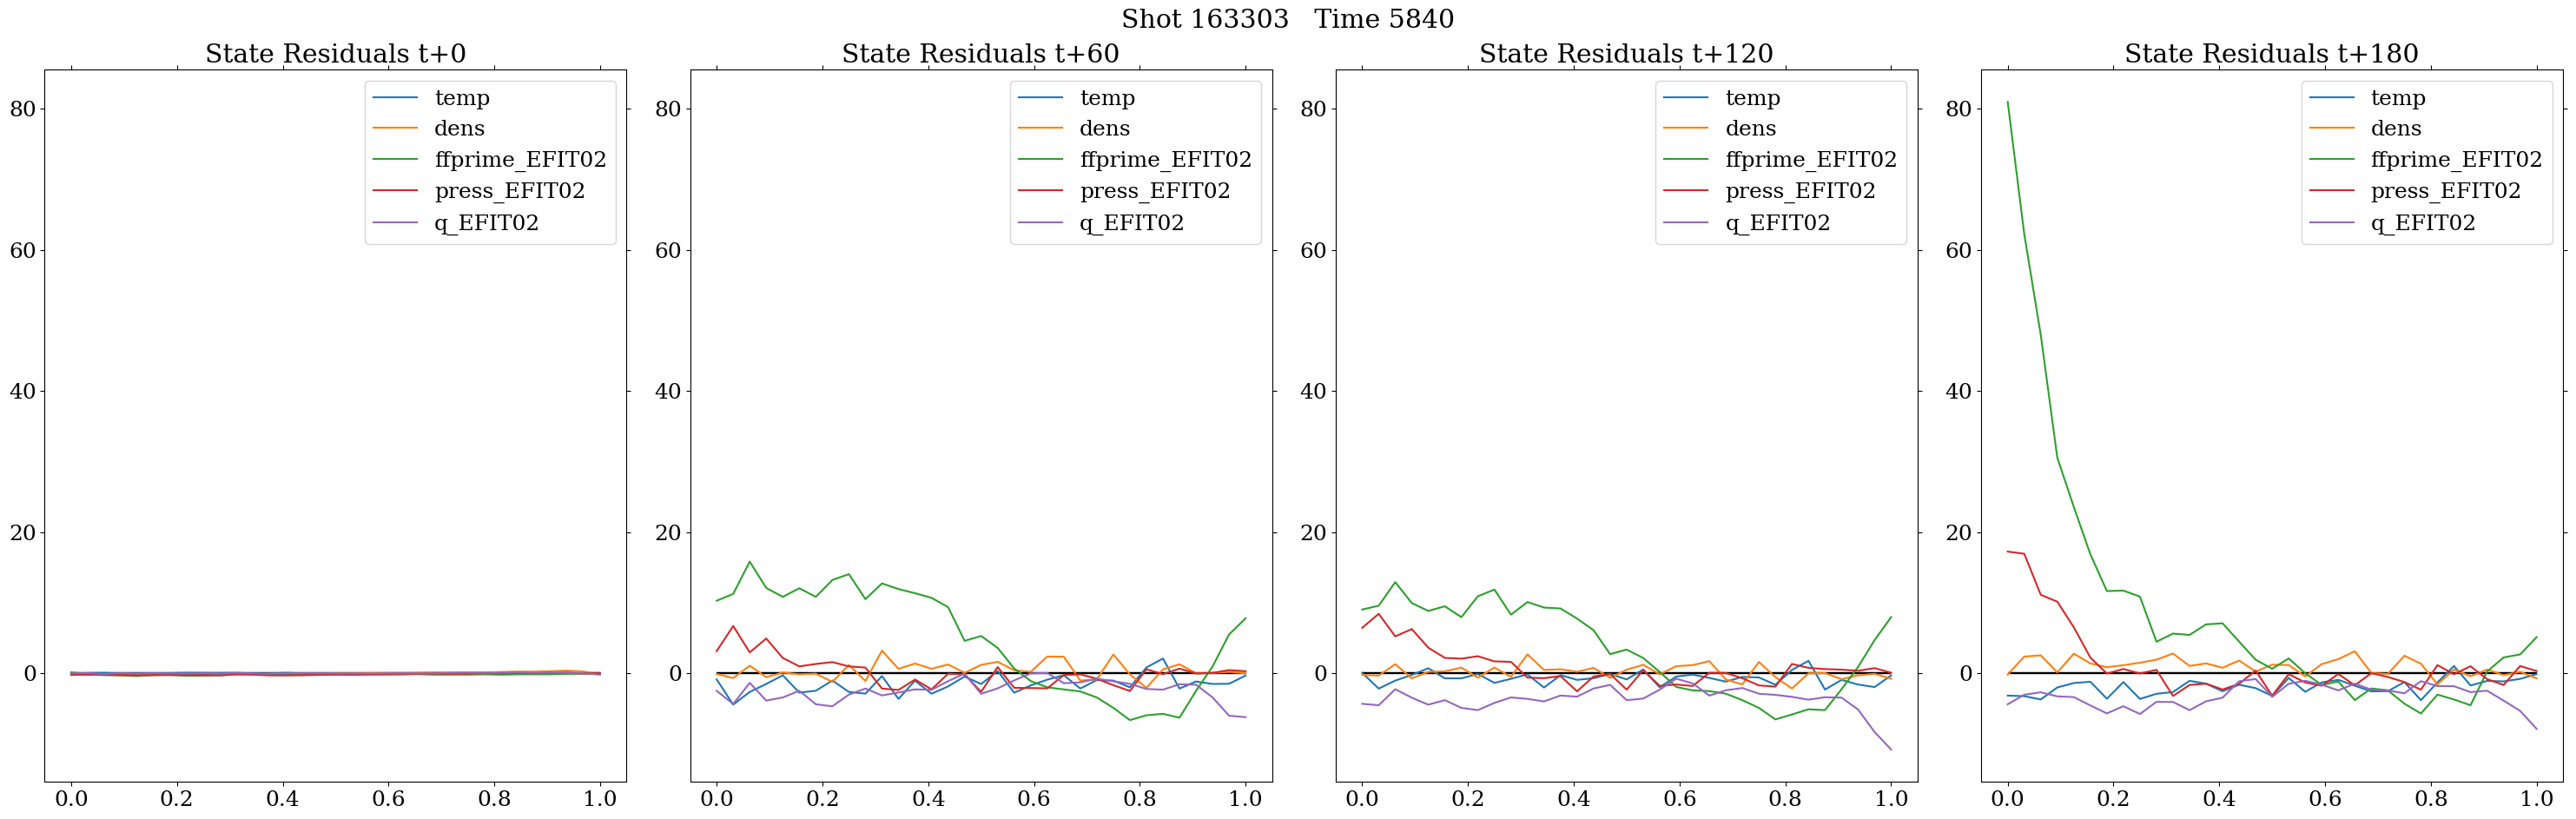 Shot 163303   Time 5840
State Residuals t+0
80
60
40
20
0
0.0 0.2 0.4 0.6 0.8 1.0
temp
dens
ffprime_EFIT02
press_EFIT02
q_EFIT02
State Residuals t+60
80
60
40
20
0
0.0 0.2 0.4 0.6 0.8 1.0
temp
dens
ffprime_EFIT02
press_EFIT02
q_EFIT02
State Residuals t+120
80
60
40
20
0
0.0 0.2 0.4 0.6 0.8 1.0
temp
dens
ffprime_EFIT02
press_EFIT02
q_EFIT02
State Residuals t+180
80
60
40
20
0
0.0 0.2 0.4 0.6 0.8 1.0
temp
dens
ffprime_EFIT02
press_EFIT02
q_EFIT02